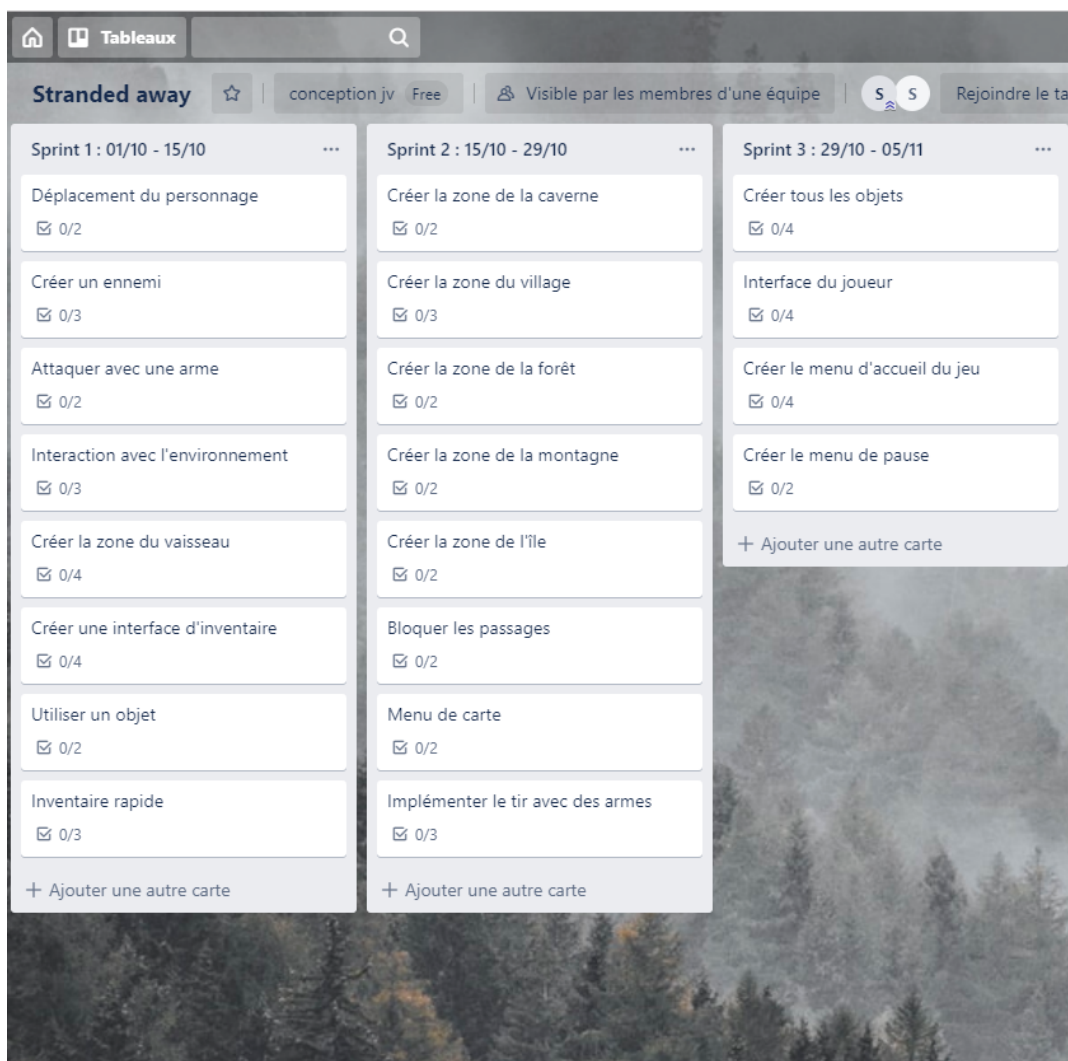 Tableaux
Stranded away
conception jv Free
Visible par les membres d'une équipe
S S
Rejoindre le ta
Sprint 1 : 01/10 - 15/10
Déplacement du personnage
0/2
Créer un ennemi
0/3
Attaquer avec une arme
0/2
Interaction avec l'environnement
0/3
Créer la zone du vaisseau
0/4
Créer une interface d'inventaire
0/4
Utiliser un objet
0/2
Inventaire rapide
0/3
+ Ajouter une autre carte
Sprint 2 : 15/10 - 29/10
Créer la zone de la caverne
0/2
Créer la zone du village
0/3
Créer la zone de la forêt
0/2
Créer la zone de la montagne
0/2
Créer la zone de l'île
0/2
Bloquer les passages
0/2
Menu de carte
0/2
Implémenter le tir avec des armes
0/3
+ Ajouter une autre carte
Sprint 3 : 29/10 - 05/11
Créer tous les objets
0/4
Interface du joueur
0/4
Créer le menu d'accueil du jeu
0/4
Créer le menu de pause
0/2
+ Ajouter une autre carte